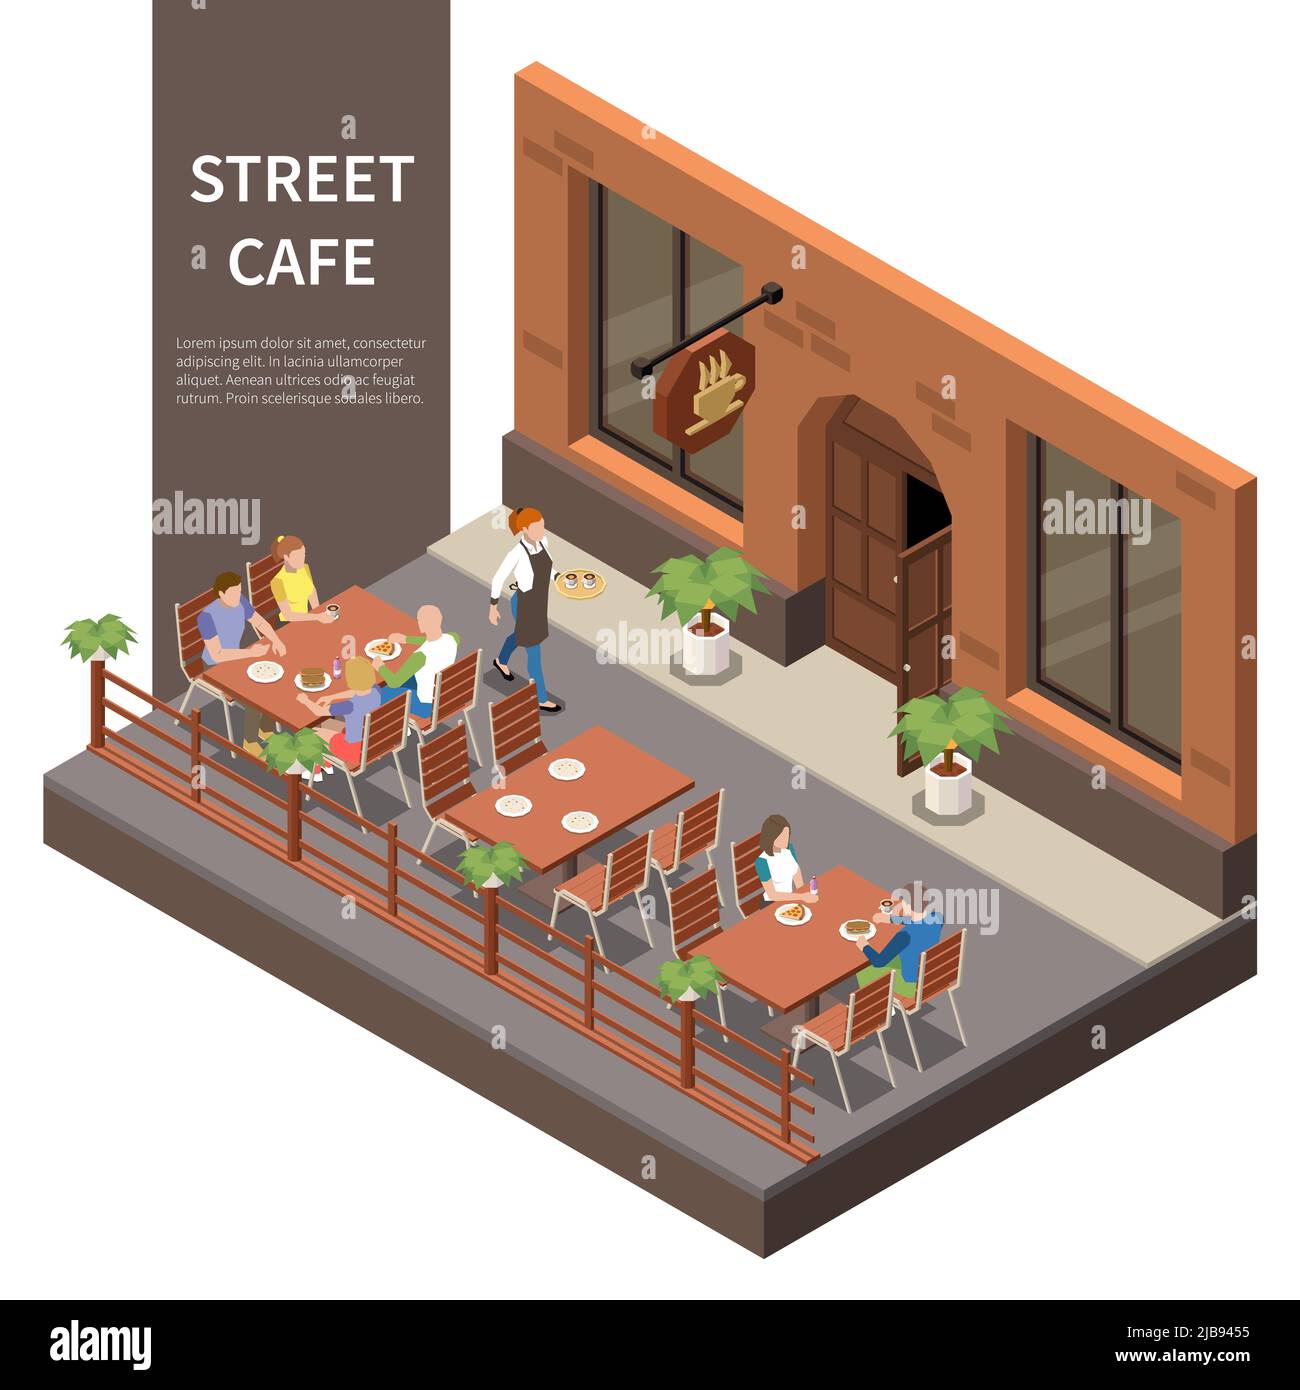 STREET
CAFE
Lorem ipsum dolor sit amet, consectetur
adipiscing elit. In lacinia ullamcorper
aliquet. Aenean ultrices odio ac feugiat
rutrum. Proin scelerisque sodales libero.
alamy
alamy
alamy
a
a
a
a
a
a
a
a
a
alamy
Image ID: 2JB9455
www.alamy.com